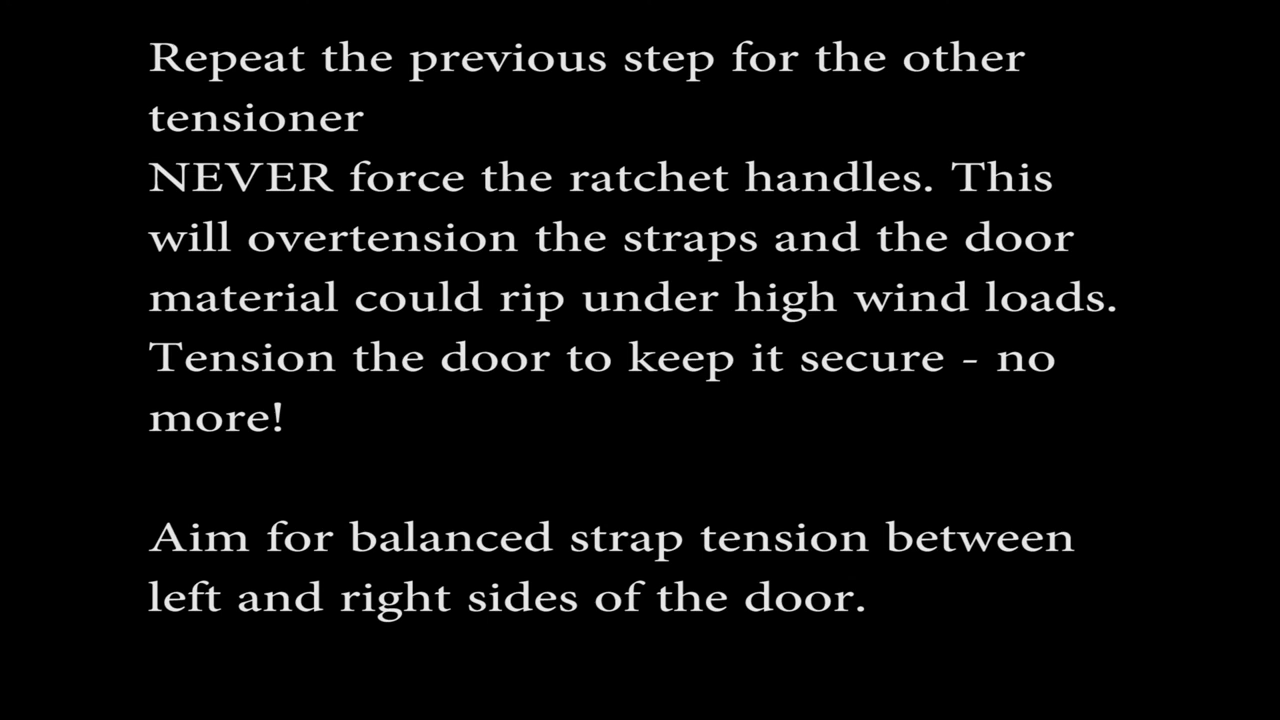 Repeat the previous step for the other
tensioner
NEVER force the ratchet handles. This
will overtension the straps and the door
material could rip under high wind loads.
Tension the door to keep it secure - no
more!
Aim for balanced strap tension between
left and right sides of the door.